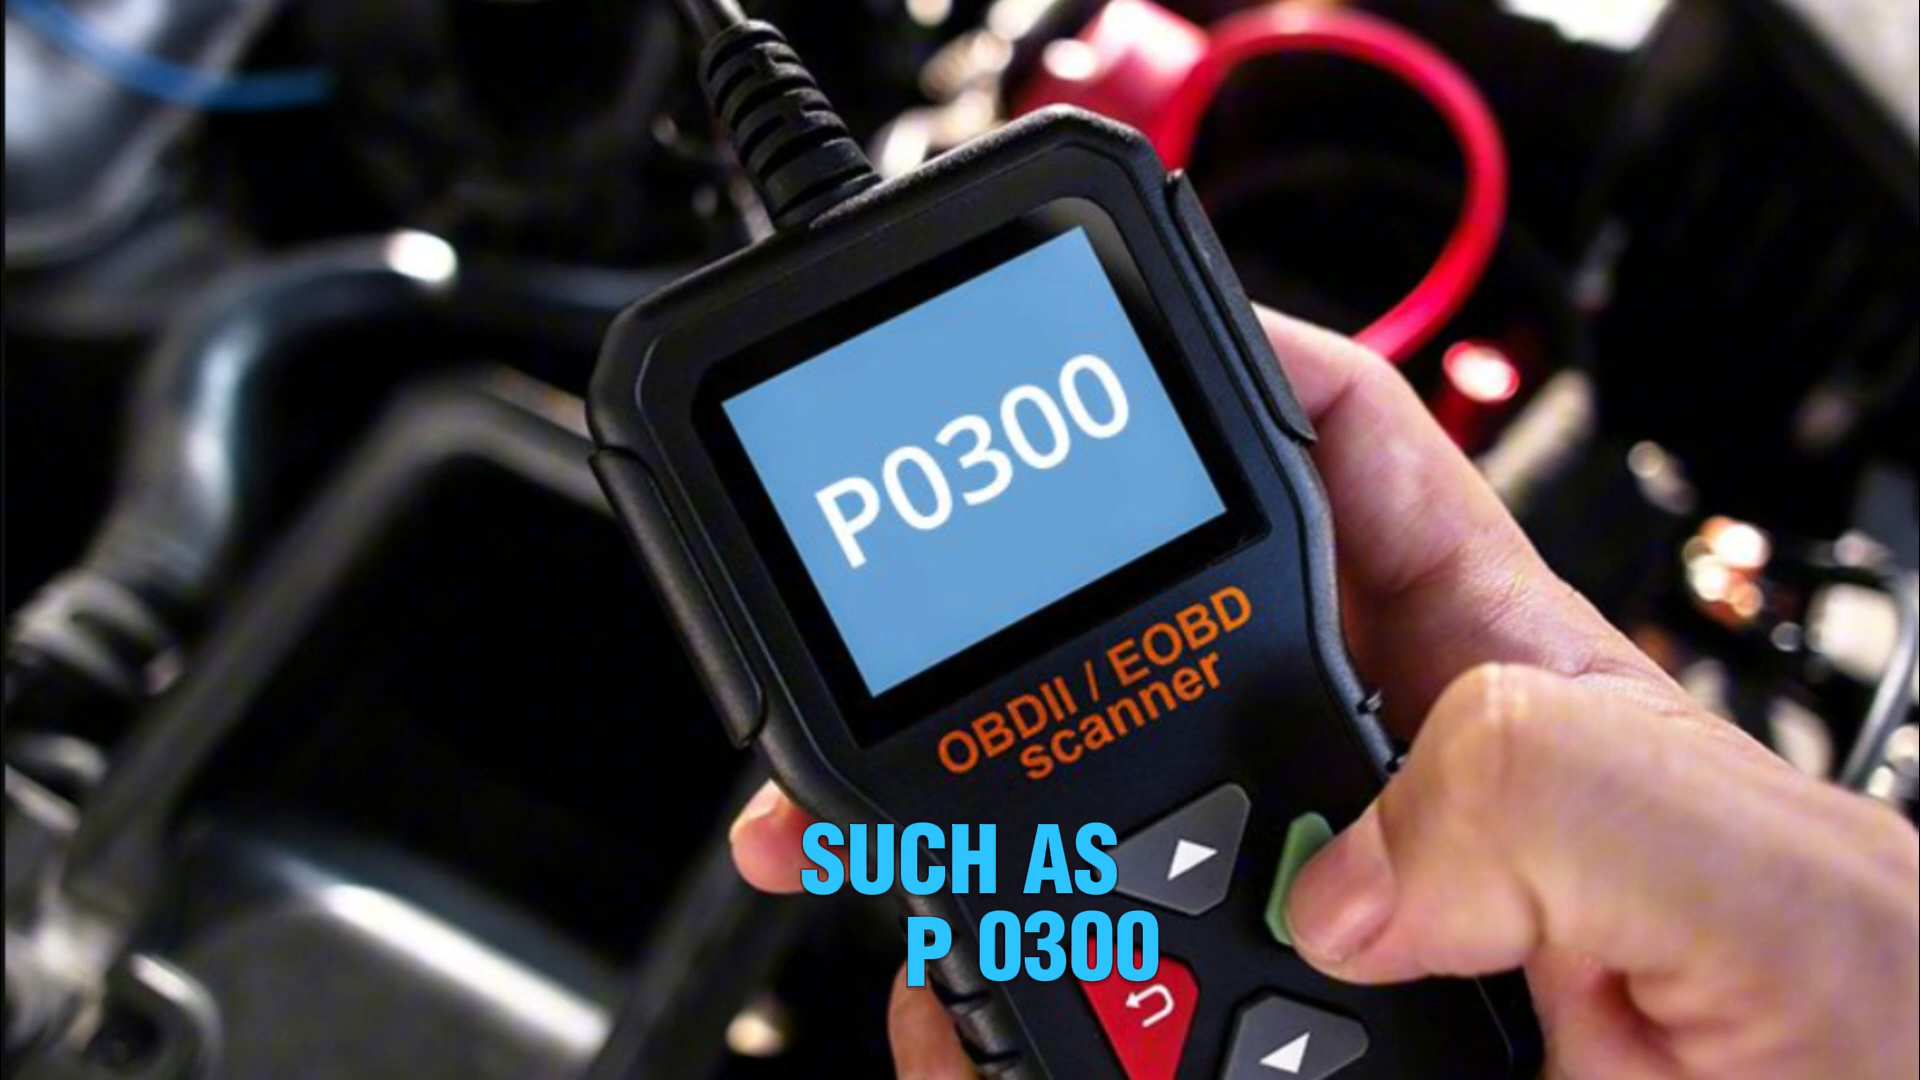 P0300
OBDII / EOBD
scanner
SUCH AS
P 0300